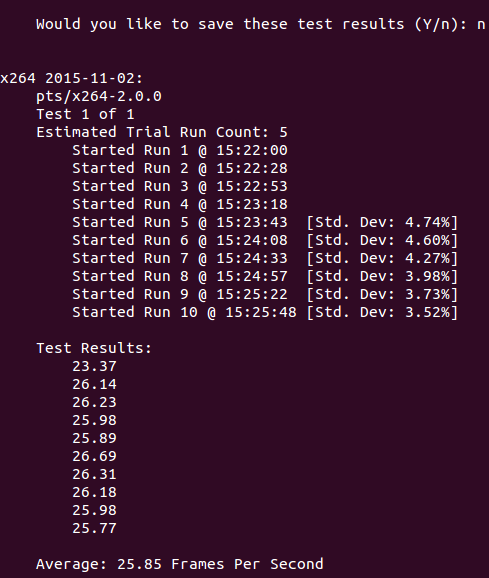 Would you like to save these test results (Y/n): n
x264 2015-11-02:
pts/x264-2.0.0
Test 1 of 1
Estimated Trial Run Count: 5
Started Run 1 @ 15:22:00
Started Run 2 @ 15:22:28
Started Run 3 @ 15:22:53
Started Run 4 @ 15:23:18
Started Run 5 @ 15:23:43 [Std. Dev: 4.74%]
Started Run 6 @ 15:24:08 [Std. Dev: 4.60%]
Started Run 7 @ 15:24:33 [Std. Dev: 4.27%]
Started Run 8 @ 15:24:57 [Std. Dev: 3.98%]
Started Run 9 @ 15:25:22 [Std. Dev: 3.73%]
Started Run 10 @ 15:25:48 [Std. Dev: 3.52%]
Test Results:
23.37
26.14
26.23
25.98
25.89
26.69
26.31
26.18
25.98
25.77
Average: 25.85 Frames Per Second